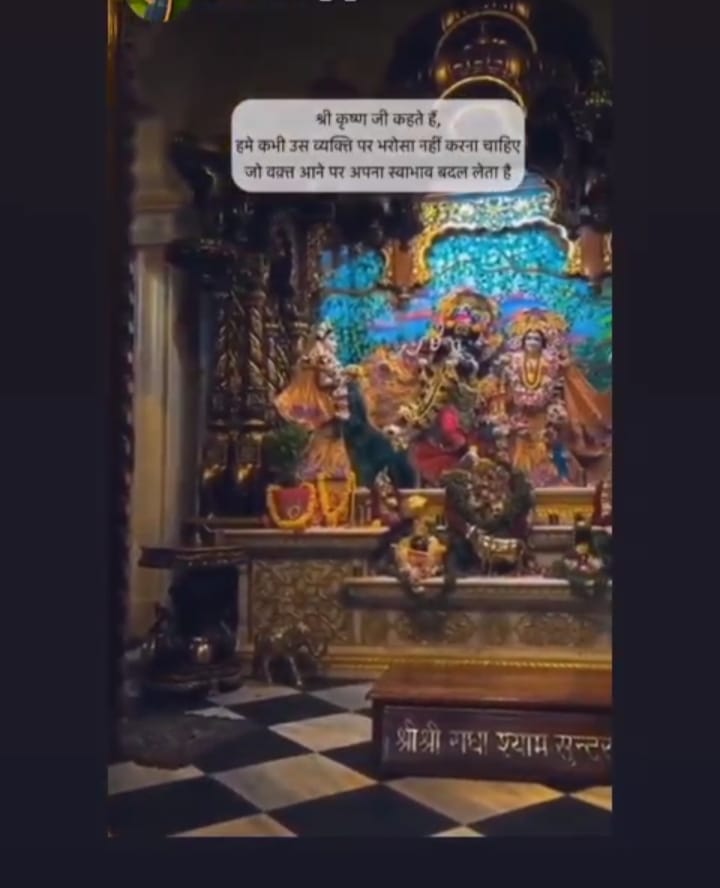 श्री कृष्ण जी कहते हैं,
हमे कभी उस व्यक्ति पर भरोसा नहीं करना चाहिए
जो वक़्त आने पर अपना स्वाभाव बदल लेता है
श्रीश्री राधा श्याम सुन्दर